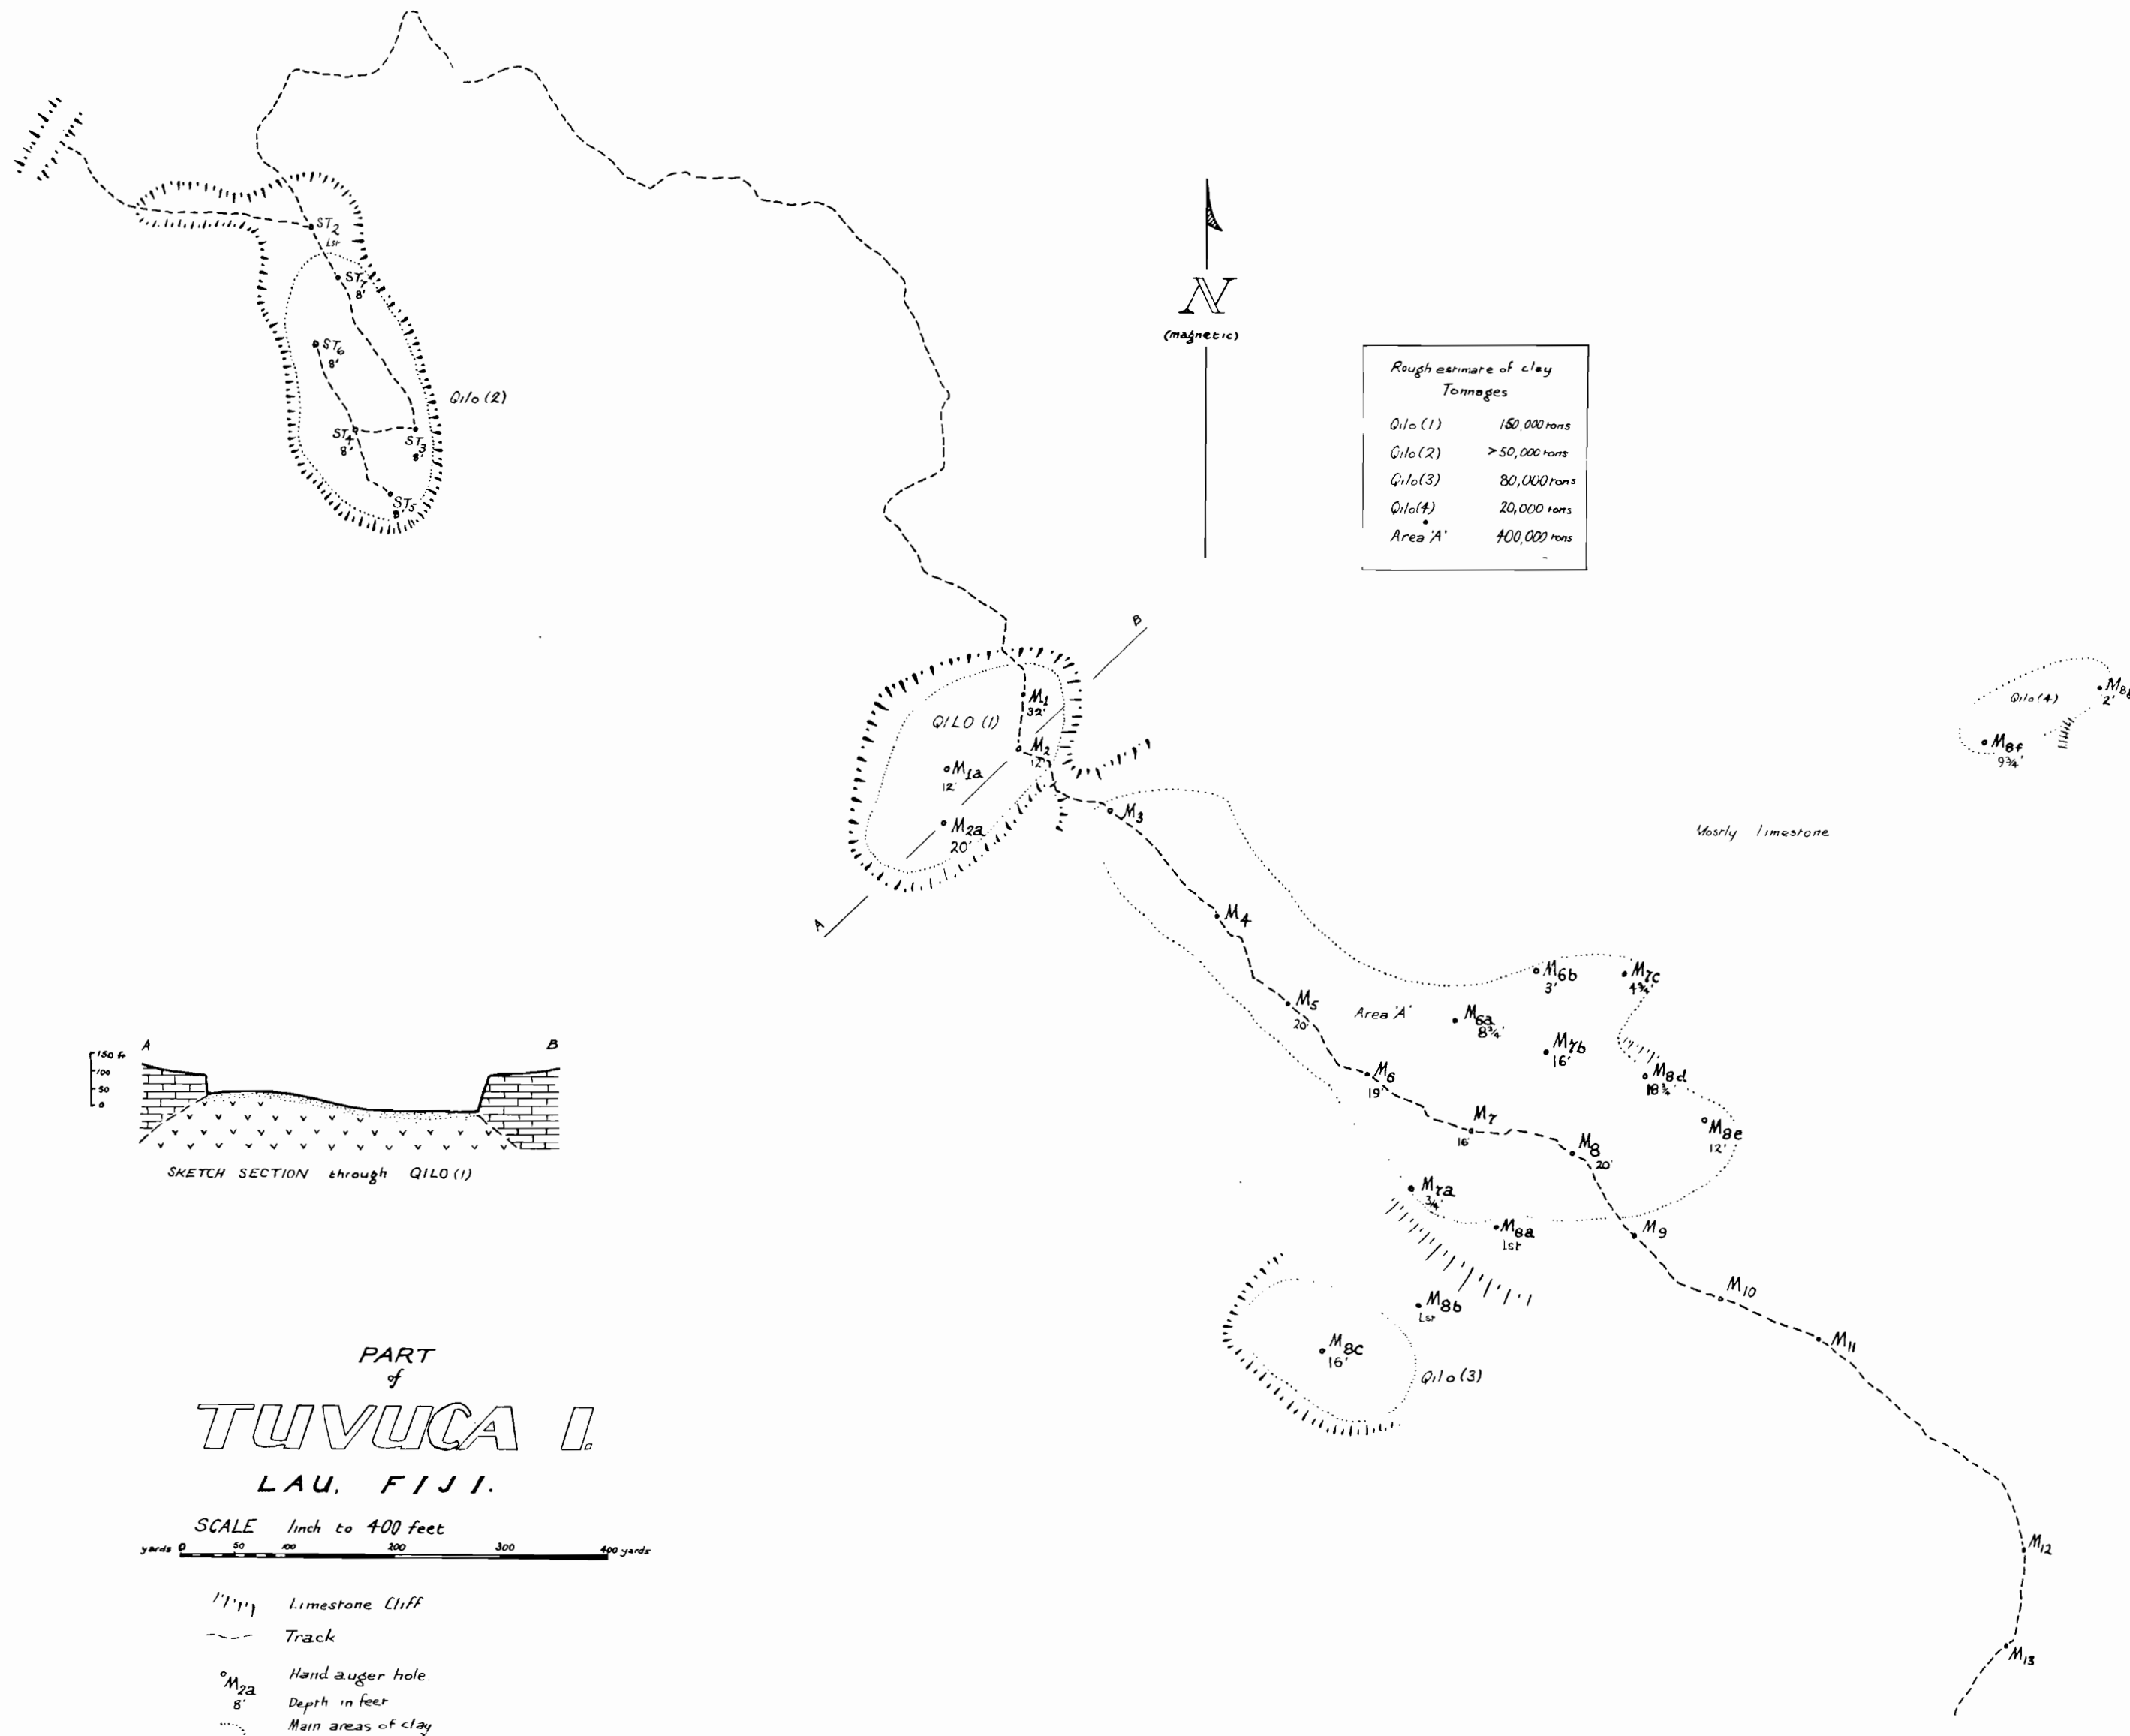 ST2
Lst
ST7
8'
ST6
8'
Qilo (2)
ST4
8'
ST3
8'
ST5
8'
N
(magnetic)
Rough estimate of clay
Tonnages
Qilo (1) 150,000 tons
Qilo (2) >50,000 tons
Qilo (3) 80,000 tons
Qilo (4) 20,000 tons
Area 'A' 400,000 tons
B
QILO (1)
M1
32'
M2
12'
M1a
12'
M2a
20'
A
M3
M4
M5
20'
Area 'A'
M6
19'
M6a
8¾'
M6b
3'
M7c
4¾'
M7b
16'
M8d
18¾'
M8e
12'
M7
16'
M8
20'
M7a
¾'
M8a
Lst
M8b
Lst
M8c
16'
Qilo (3)
M9
M10
M11
M12
M13
Qilo (4)
2'
M8f
9¾'
Mostly limestone
150 ft
100
50
0
A
B
SKETCH SECTION through QILO (1)
PART
of
TUVUCA I.
LAU, FIJI.
SCALE 1inch to 400 feet
yards 0 50 100 200 300 400 yards
Limestone Cliff
Track
M2a
8'
Hand auger hole.
Depth in feet
Main areas of clay